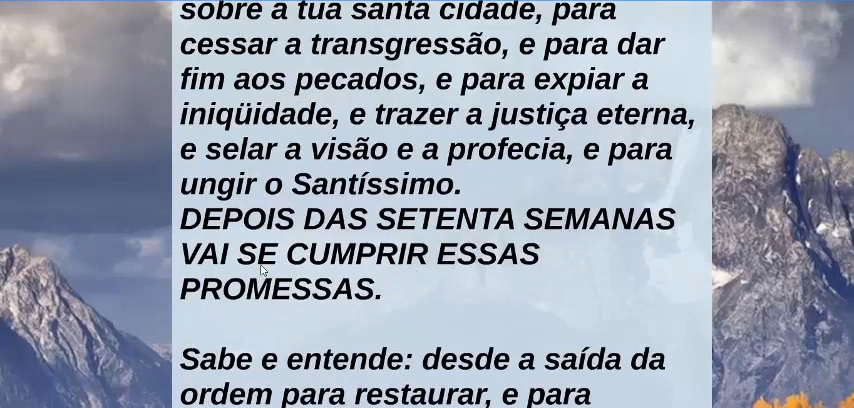 sobre a tua santa cidade, para
cessar a transgressão, e para dar
fim aos pecados, e para expiar a
iniqüidade, e trazer a justiça eterna,
e selar a visão e a profecia, e para
ungir o Santíssimo.
DEPOIS DAS SETENTA SEMANAS
VAI SE CUMPRIR ESSAS
PROMESSAS.
Sabe e entende: desde a saída da
ordem para restaurar, e para